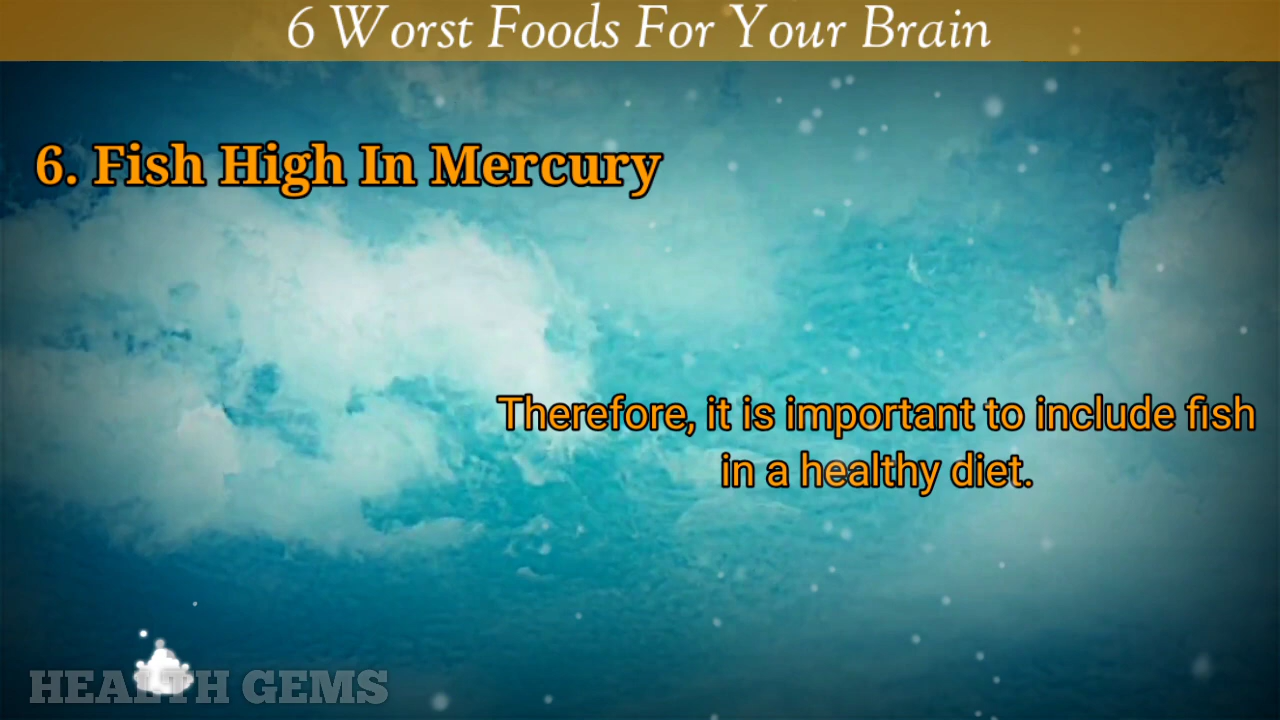 6 Worst Foods For Your Brain
6. Fish High In Mercury
Therefore, it is important to include fish
in a healthy diet.
HEALTH GEMS